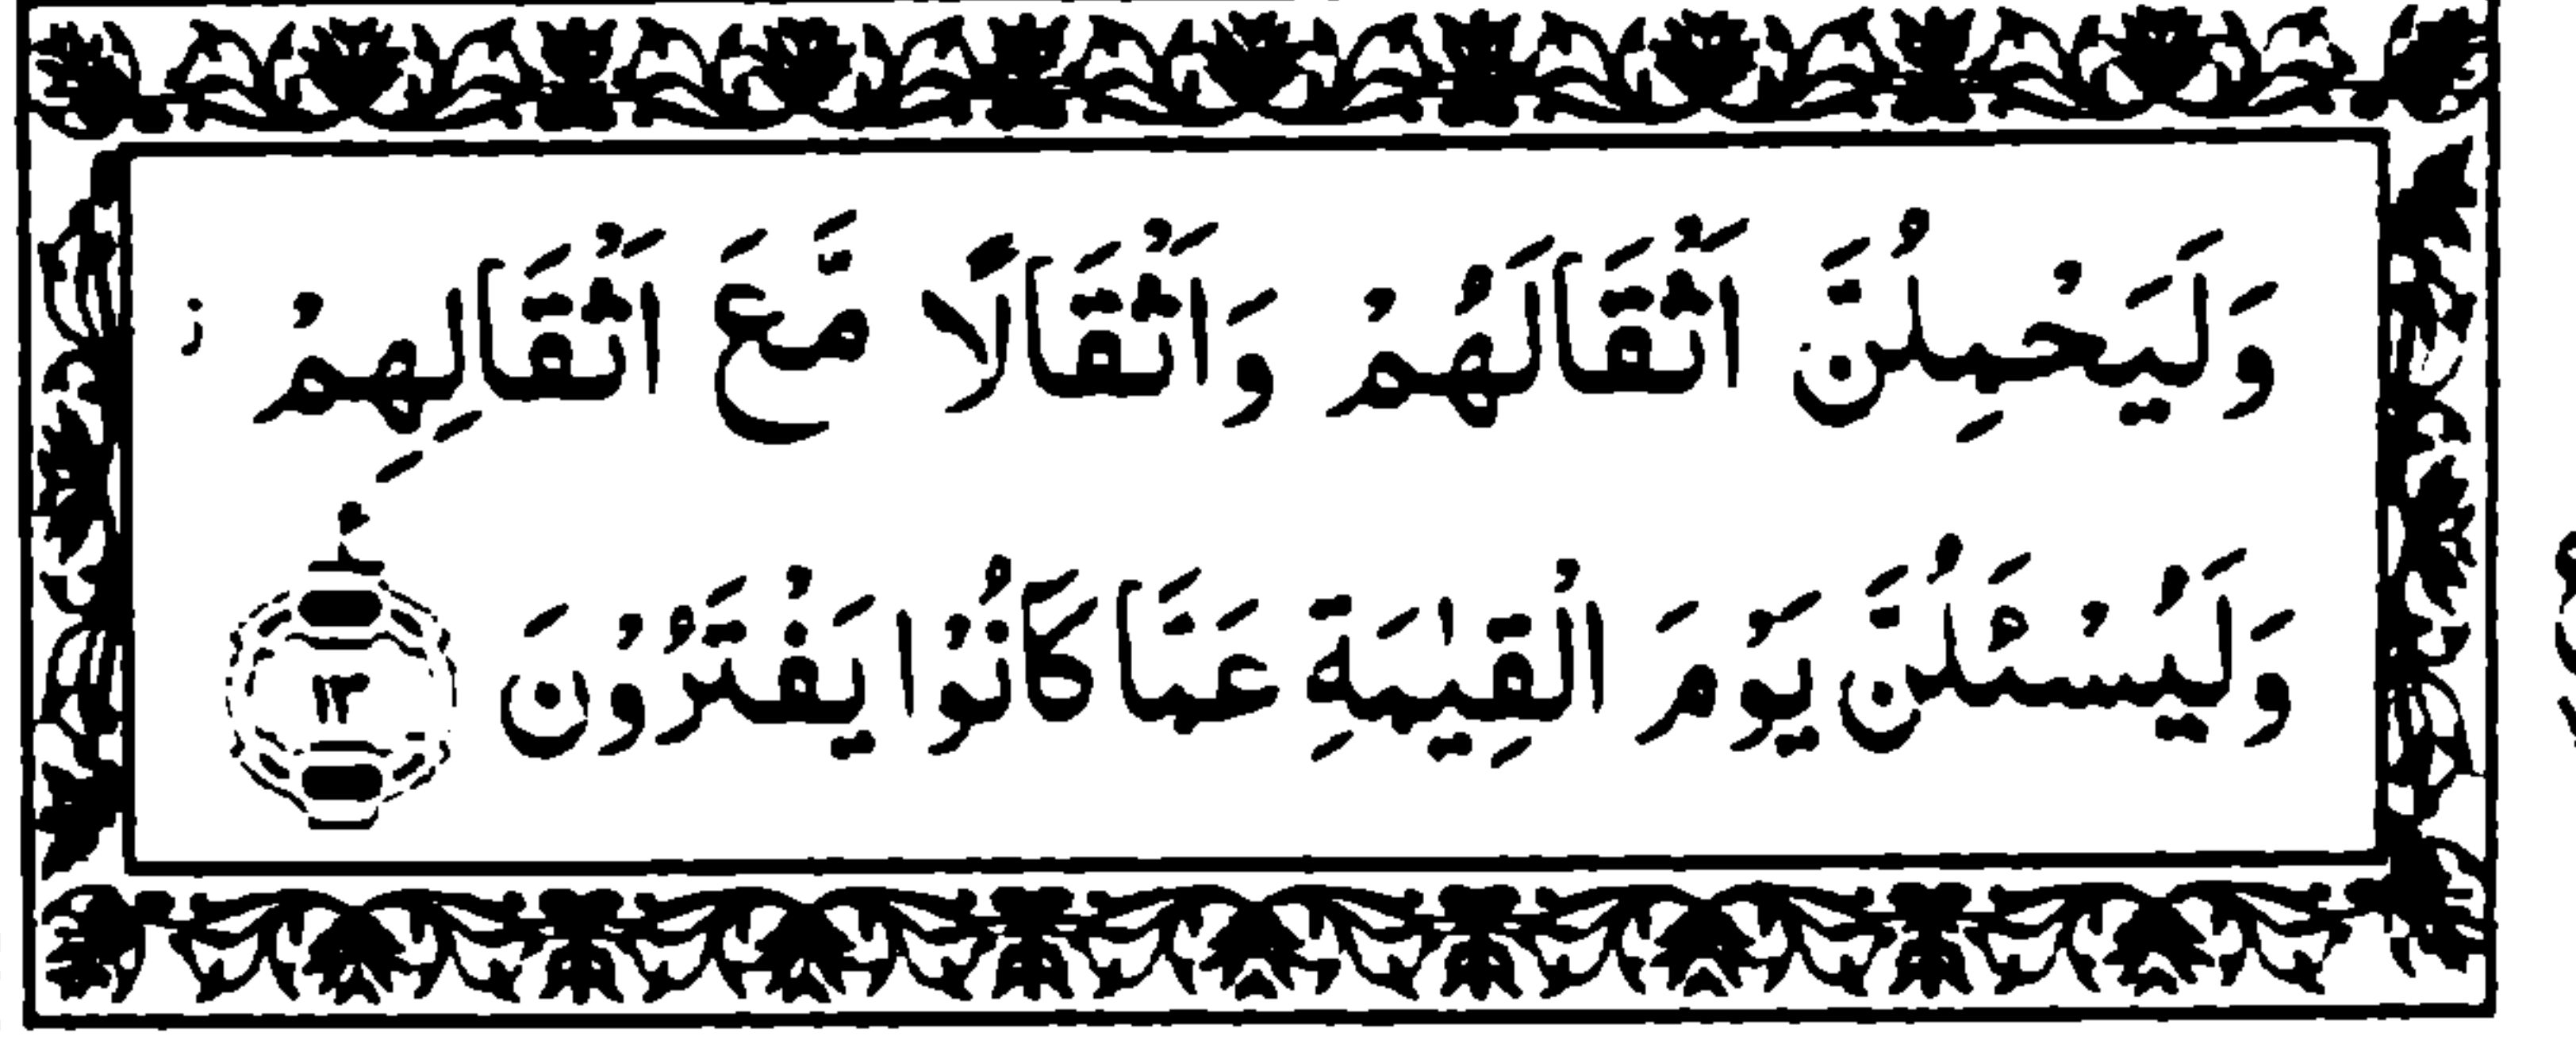 وَلَيَحْمِلُنَّ اَثْقَالَهُمْ وَاَثْقَالًا مَّعَ اَثْقَالِهِمْ ز
وَلَيُسْـَٔلُنَّ يَوْمَ الْقِيٰمَةِ عَمَّا كَانُوْا يَفْتَرُوْنَ ١٣